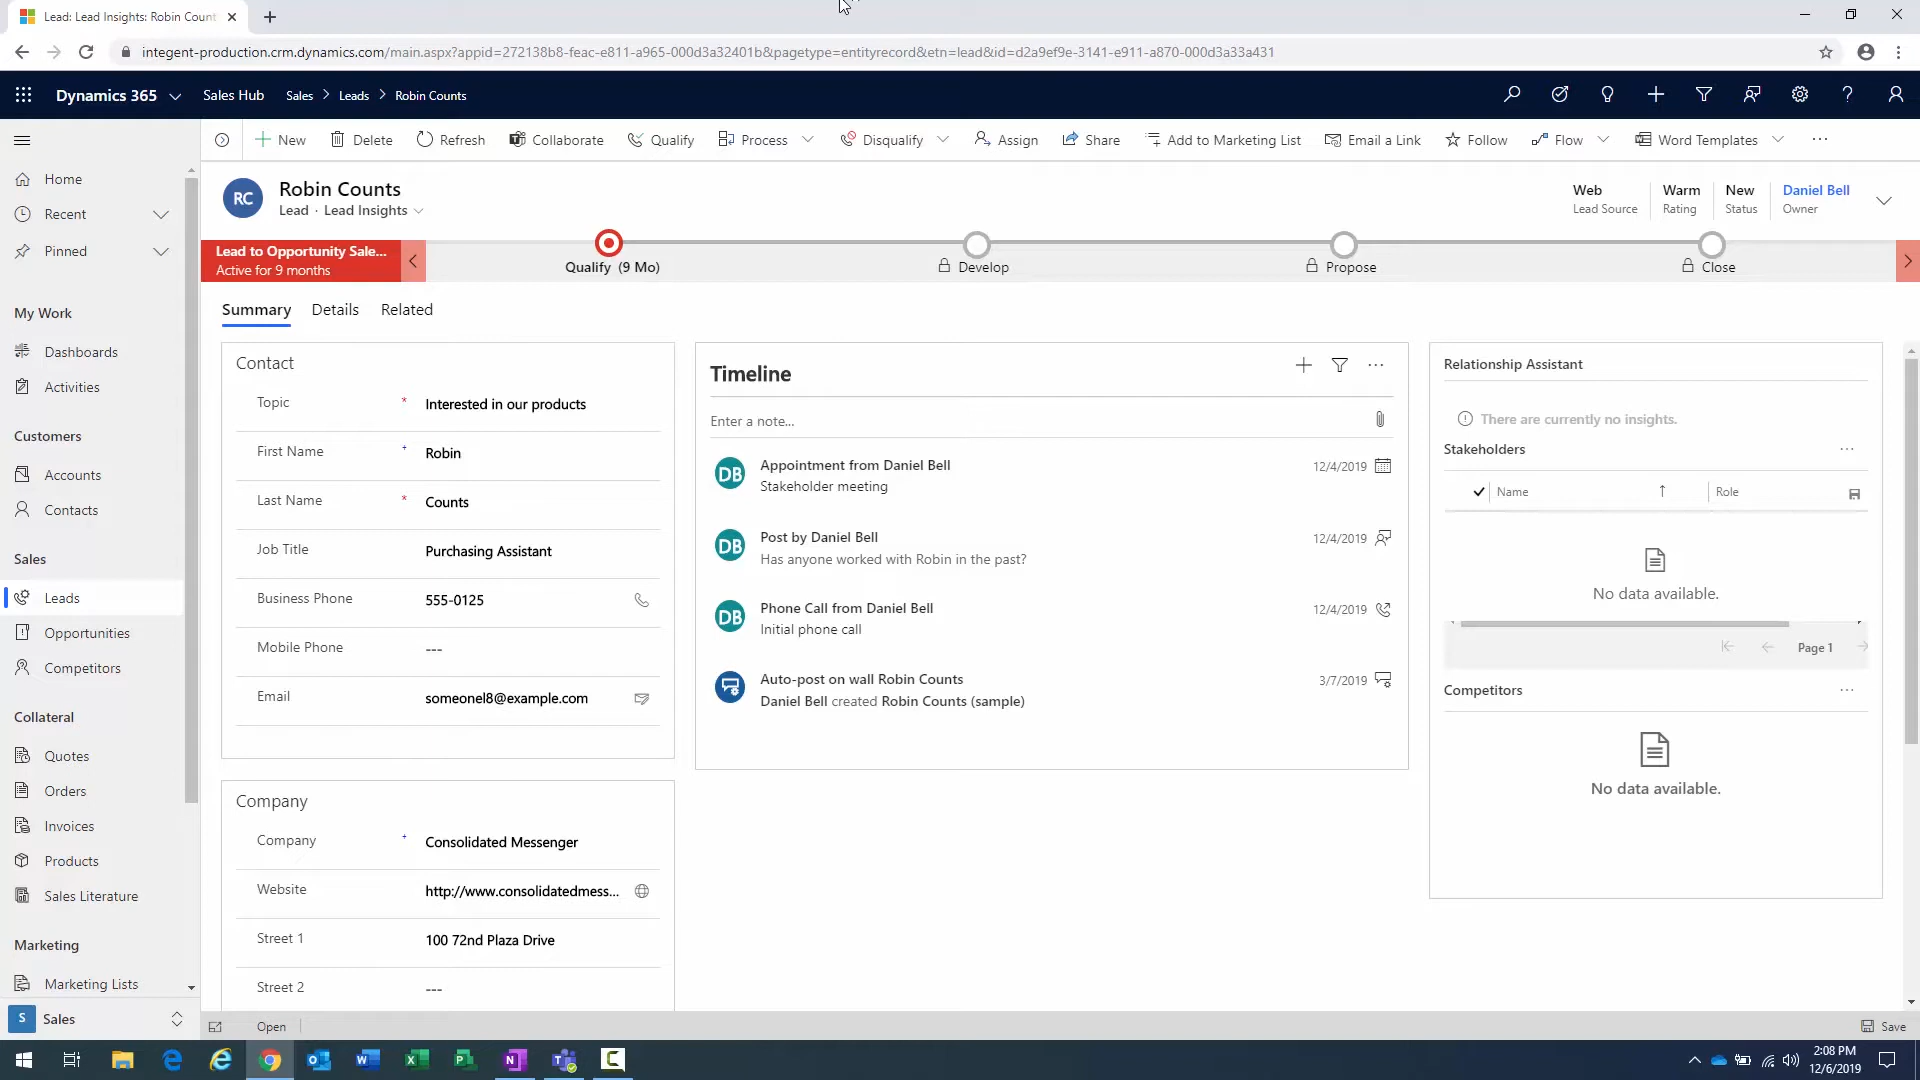 Lead: Lead Insights: Robin Count
integent-production.crm.dynamics.com/main.aspx?appid=272138b8-feac-e811-a965-000d3a32401b&pagetype=entityrecord&etn=lead&id=d2a9ef9e-3141-e911-a870-000d3a33a431
Dynamics 365
Sales Hub
Sales > Leads > Robin Counts
New
Delete
Refresh
Collaborate
Qualify
Process
Disqualify
Assign
Share
Add to Marketing List
Email a Link
Follow
Flow
Word Templates
Home
Recent
Pinned
My Work
Dashboards
Activities
Customers
Accounts
Contacts
Sales
Leads
Opportunities
Competitors
Collateral
Quotes
Orders
Invoices
Products
Sales Literature
Marketing
Marketing Lists
S Sales
RC
Robin Counts
Lead · Lead Insights
Web
Lead Source
Warm
Rating
New
Status
Daniel Bell
Owner
Lead to Opportunity Sale...
Active for 9 months
Qualify (9 Mo)
Develop
Propose
Close
Summary
Details
Related
Contact
Topic * Interested in our products
First Name + Robin
Last Name * Counts
Job Title Purchasing Assistant
Business Phone 555-0125
Mobile Phone ---
Email someonel8@example.com
Company
Company + Consolidated Messenger
Website http://www.consolidatedmess...
Street 1 100 72nd Plaza Drive
Street 2 ---
Timeline
Enter a note...
DB
Appointment from Daniel Bell 12/4/2019
Stakeholder meeting
DB
Post by Daniel Bell 12/4/2019
Has anyone worked with Robin in the past?
DB
Phone Call from Daniel Bell 12/4/2019
Initial phone call
Auto-post on wall Robin Counts 3/7/2019
Daniel Bell created Robin Counts (sample)
Relationship Assistant
There are currently no insights.
Stakeholders
Name
Role
No data available.
Page 1
Competitors
No data available.
Open
Save
2:08 PM
12/6/2019